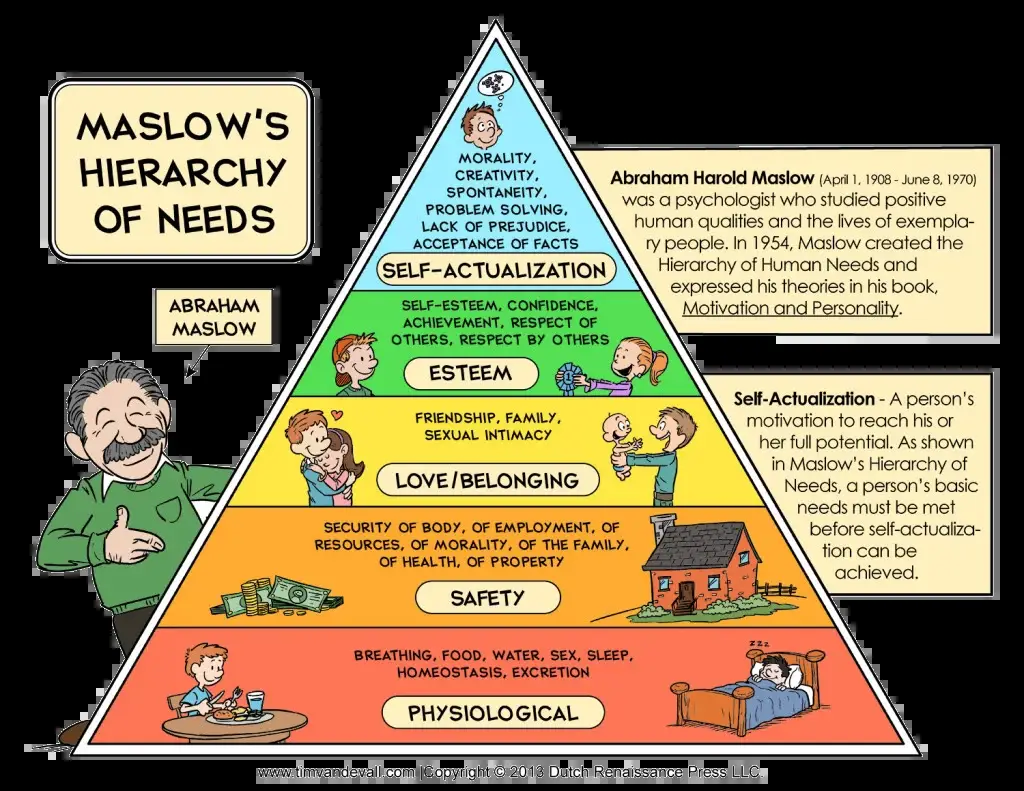 MASLOW'S
HIERARCHY
OF NEEDS
ABRAHAM
MASLOW
MORALITY,
CREATIVITY,
SPONTANEITY,
PROBLEM SOLVING,
LACK OF PREJUDICE,
ACCEPTANCE OF FACTS
SELF-ACTUALIZATION
SELF-ESTEEM, CONFIDENCE,
ACHIEVEMENT, RESPECT OF
OTHERS, RESPECT BY OTHERS
ESTEEM
FRIENDSHIP, FAMILY,
SEXUAL INTIMACY
LOVE/BELONGING
SECURITY OF BODY, OF EMPLOYMENT, OF
RESOURCES, OF MORALITY, OF THE FAMILY,
OF HEALTH, OF PROPERTY
SAFETY
BREATHING, FOOD, WATER, SEX, SLEEP,
HOMEOSTASIS, EXCRETION
PHYSIOLOGICAL
ZZZ
Abraham Harold Maslow (April 1, 1908 - June 8, 1970)
was a psychologist who studied positive
human qualities and the lives of exempla-
ry people. In 1954, Maslow created the
Hierarchy of Human Needs and
expressed his theories in his book,
Motivation and Personality.
Self-Actualization - A person's
motivation to reach his or
her full potential. As shown
in Maslow's Hierarchy of
Needs, a person's basic
needs must be met
before self-actualiza-
tion can be
achieved.
www.timvandevall.com |Copyright © 2013 Dutch Renaissance Press LLC.